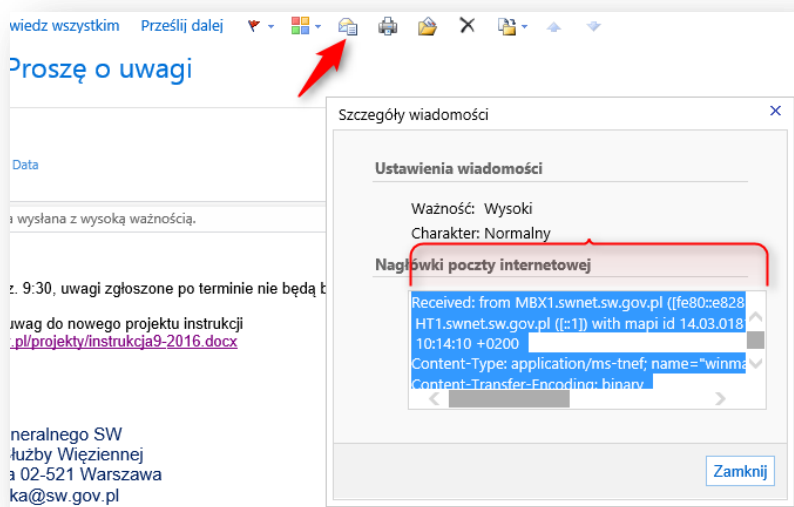 wiedz wszystkim Prześlij dalej
Proszę o uwagi
Data
a wysłana z wysoką ważnością.
z. 9:30, uwagi zgłoszone po terminie nie będą b
uwag do nowego projektu instrukcji
.pl/projekty/instrukcja9-2016.docx
neralnego SW
łużby Więziennej
a 02-521 Warszawa
ka@sw.gov.pl
Szczegóły wiadomości
Ustawienia wiadomości
Ważność: Wysoki
Charakter: Normalny
Nagłówki poczty internetowej
Received: from MBX1.swnet.sw.gov.pl ([fe80::e828
HT1.swnet.sw.gov.pl ([::1]) with mapi id 14.03.018
10:14:10 +0200
Content-Type: application/ms-tnef; name="winma
Content-Transfer-Encoding: binary
Zamknij